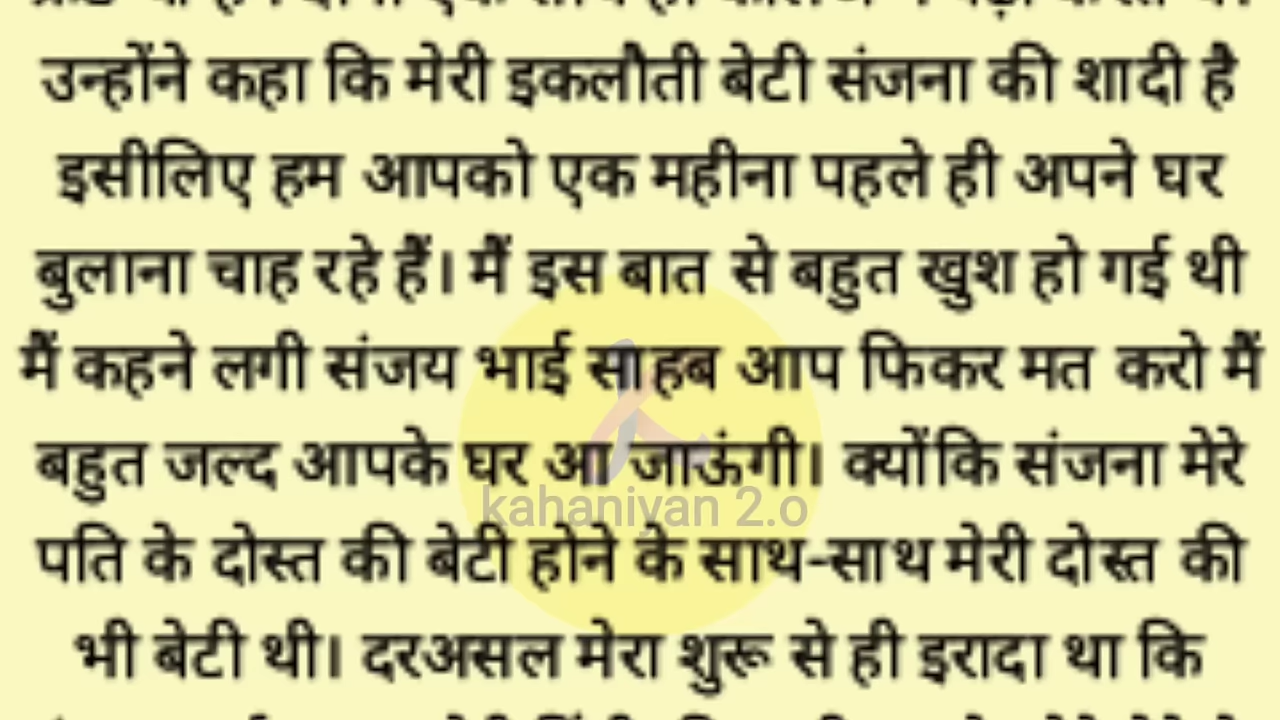 उन्होंने कहा कि मेरी इकलौती बेटी संजना की शादी है
इसीलिए हम आपको एक महीना पहले ही अपने घर
बुलाना चाह रहे हैं। मैं इस बात से बहुत खुश हो गई थी
मैं कहने लगी संजय भाई साहब आप फिकर मत करो मैं
बहुत जल्द आपके घर आ जाऊंगी। क्योंकि संजना मेरे
kahaniyan 2.o
पति के दोस्त की बेटी होने के साथ-साथ मेरी दोस्त की
भी बेटी थी। दरअसल मेरा शुरू से ही इरादा था कि